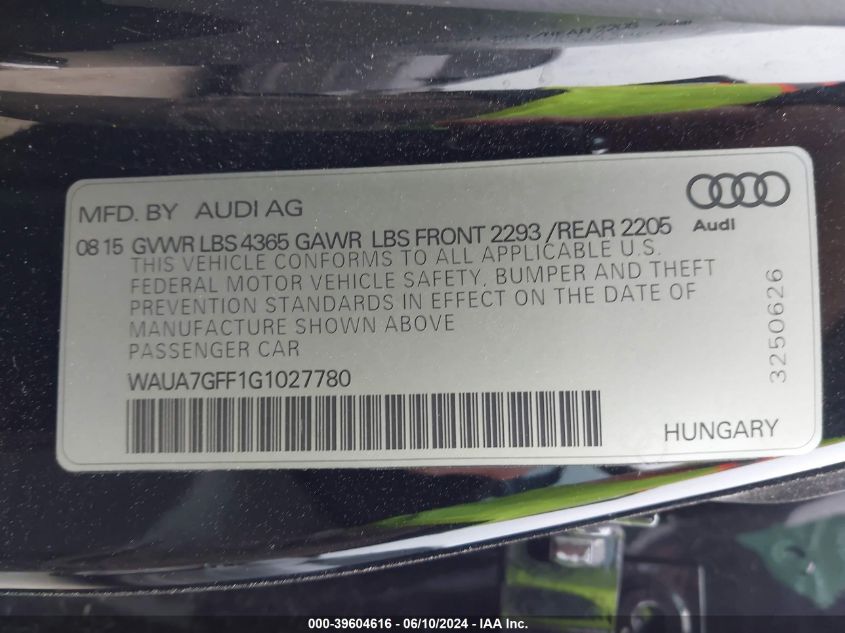 MFD. BY AUDI AG
Audi
08 15 GVWR LBS 4365 GAWR LBS FRONT 2293 /REAR 2205
THIS VEHICLE CONFORMS TO ALL APPLICABLE U.S.
FEDERAL MOTOR VEHICLE SAFETY, BUMPER AND THEFT
PREVENTION STANDARDS IN EFFECT ON THE DATE OF
MANUFACTURE SHOWN ABOVE
PASSENGER CAR
WAUA7GFF1G1027780
HUNGARY
3250626
000-39604616 - 06/10/2024 - IAA Inc.